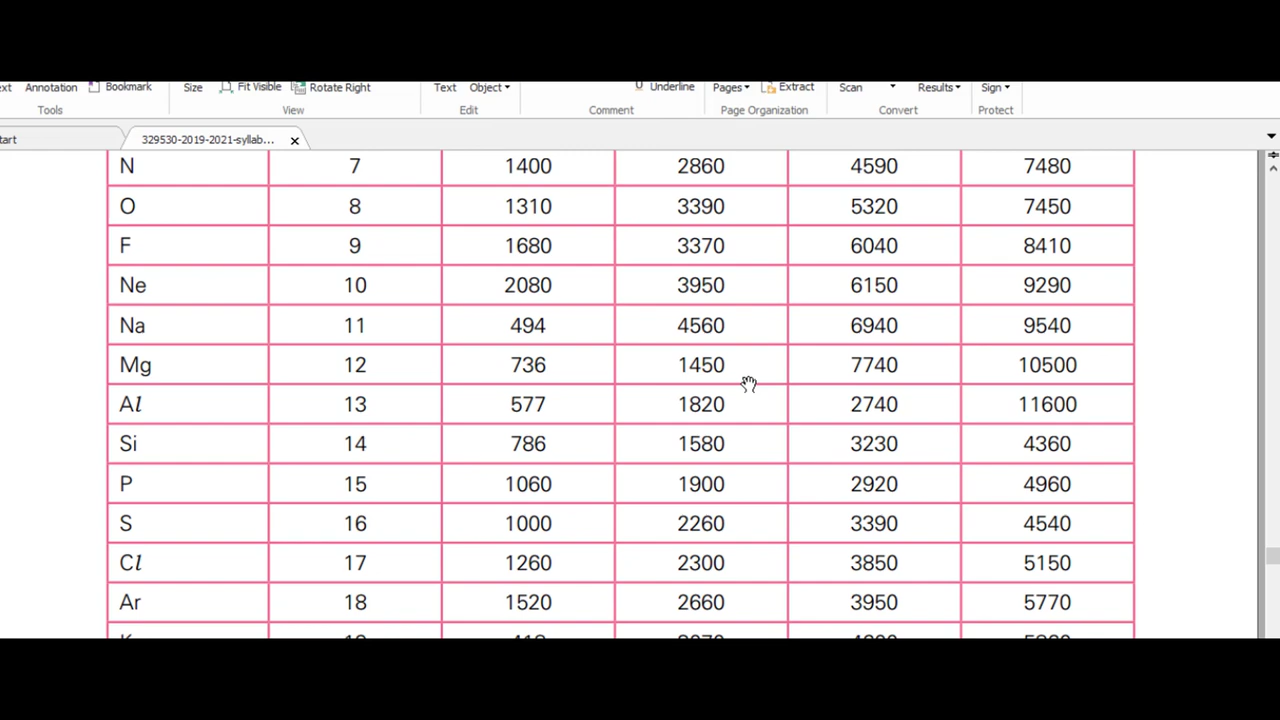 Annotation Bookmark Size Fit Visible Rotate Right Text Object Underline Pages Extract Scan Results Sign
Tools View Edit Comment Page Organization Convert Protect
tart 329530-2019-2021-syllab...
N 7 1400 2860 4590 7480
O 8 1310 3390 5320 7450
F 9 1680 3370 6040 8410
Ne 10 2080 3950 6150 9290
Na 11 494 4560 6940 9540
Mg 12 736 1450 7740 10500
Al 13 577 1820 2740 11600
Si 14 786 1580 3230 4360
P 15 1060 1900 2920 4960
S 16 1000 2260 3390 4540
Cl 17 1260 2300 3850 5150
Ar 18 1520 2660 3950 5770